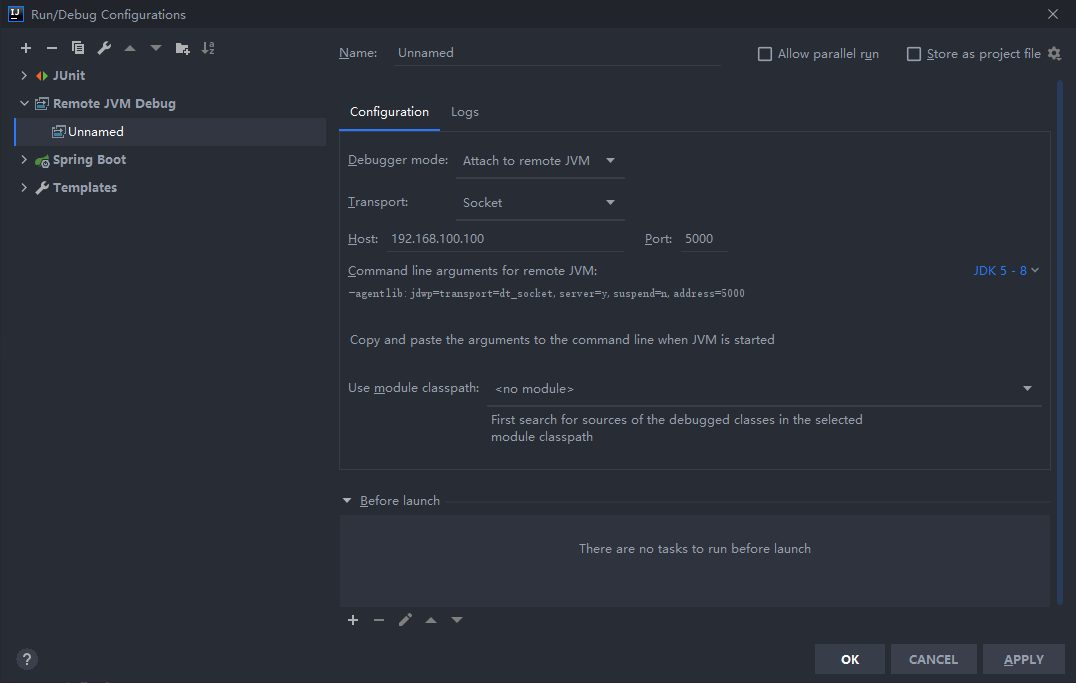 Run/Debug Configurations
JUnit
Remote JVM Debug
Unnamed
Spring Boot
Templates
Name: Unnamed
Allow parallel run
Store as project file
Configuration Logs
Debugger mode: Attach to remote JVM
Transport: Socket
Host: 192.168.100.100 Port: 5000
Command line arguments for remote JVM: JDK 5 - 8
-agentlib:jdwp=transport=dt_socket,server=y,suspend=n,address=5000
Copy and paste the arguments to the command line when JVM is started
Use module classpath: <no module>
First search for sources of the debugged classes in the selected
module classpath
Before launch
There are no tasks to run before launch
OK CANCEL APPLY